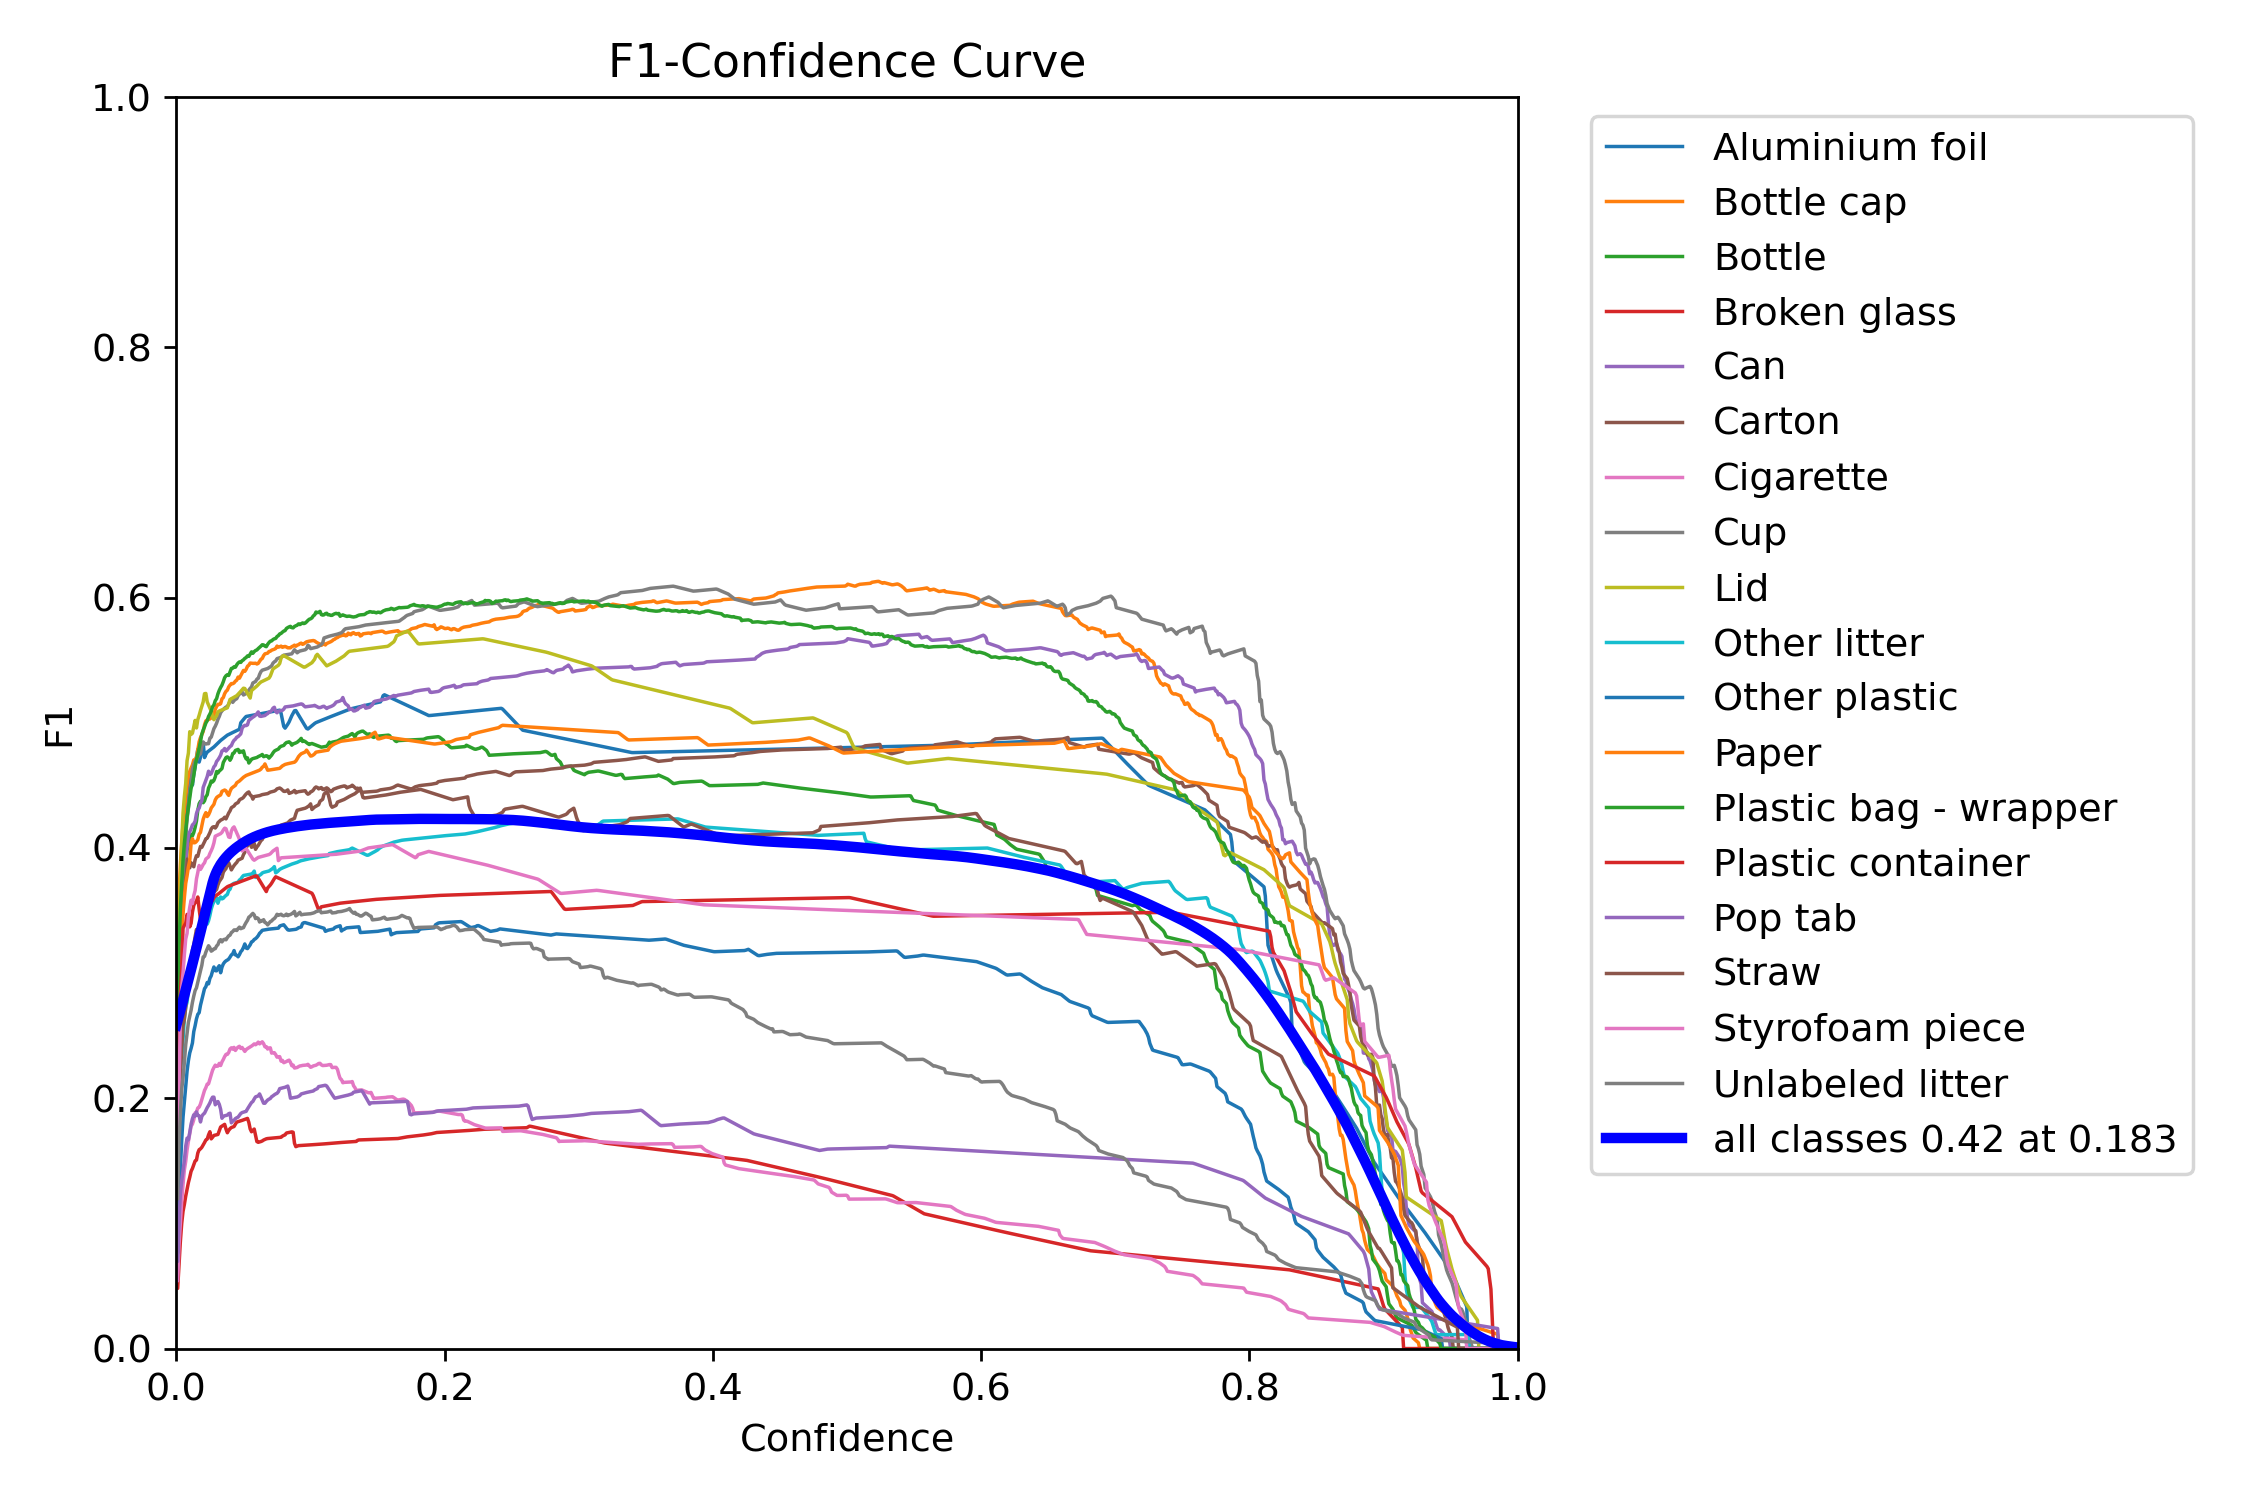 F1-Confidence Curve
1.0
0.8
0.6
0.4
0.2
0.0
F1
0.0 0.2 0.4 0.6 0.8 1.0
Confidence
Aluminium foil
Bottle cap
Bottle
Broken glass
Can
Carton
Cigarette
Cup
Lid
Other litter
Other plastic
Paper
Plastic bag - wrapper
Plastic container
Pop tab
Straw
Styrofoam piece
Unlabeled litter
all classes 0.42 at 0.183